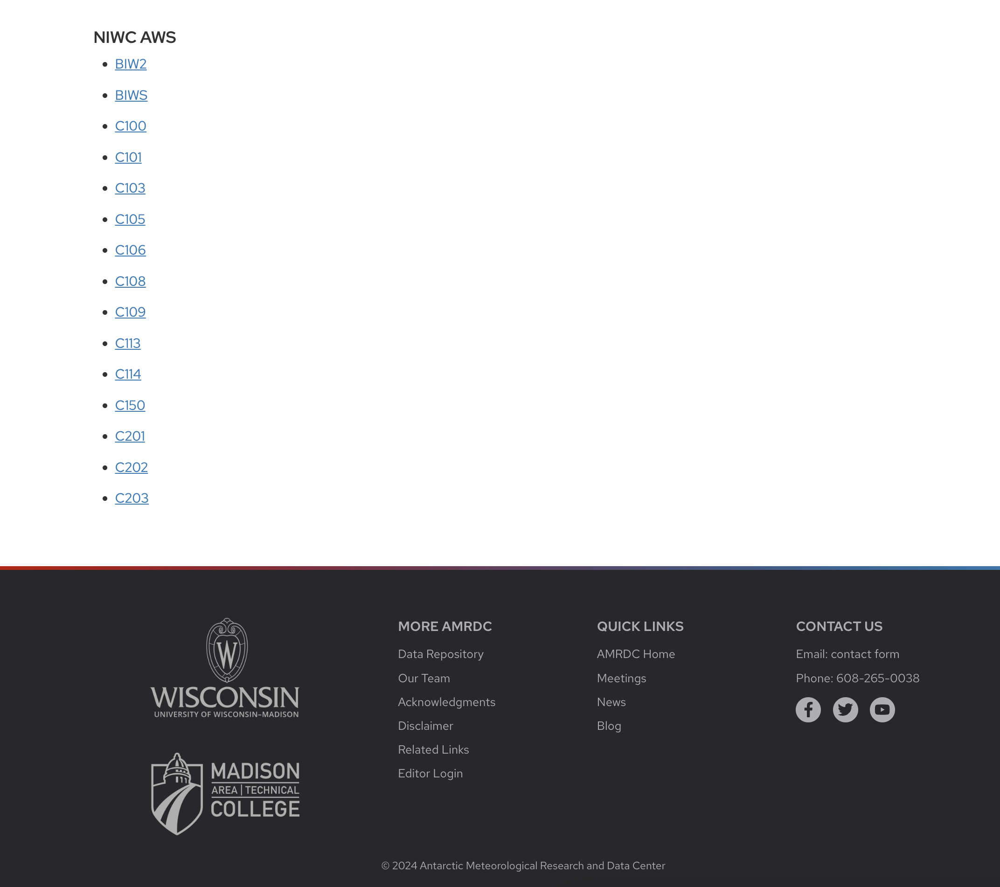 NIWC AWS
BIW2
BIWS
C100
C101
C103
C105
C106
C108
C109
C113
C114
C150
C201
C202
C203
W
WISCONSIN
UNIVERSITY OF WISCONSIN–MADISON
MADISON
AREA | TECHNICAL
COLLEGE
MORE AMRDC
Data Repository
Our Team
Acknowledgments
Disclaimer
Related Links
Editor Login
QUICK LINKS
AMRDC Home
Meetings
News
Blog
CONTACT US
Email: contact form
Phone: 608-265-0038
© 2024 Antarctic Meteorological Research and Data Center